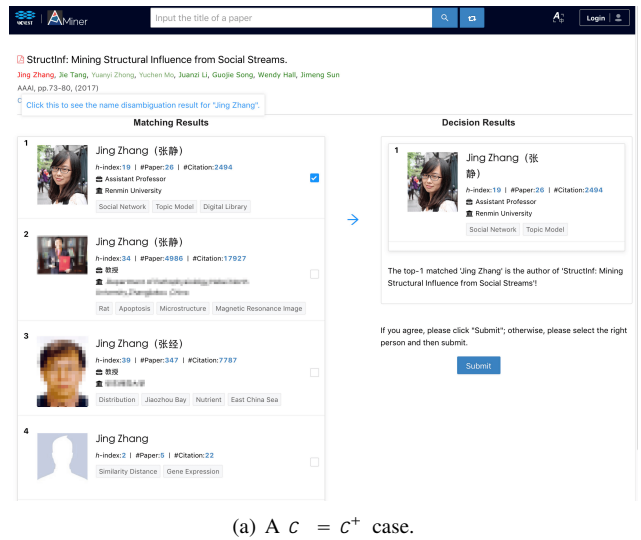 AMiner
Input the title of a paper
Login
StructInf: Mining Structural Influence from Social Streams.
Jing Zhang, Jie Tang, Yuanyi Zhong, Yuchen Mo, Juanzi Li, Guojie Song, Wendy Hall, Jimeng Sun
AAAI, pp.73-80, (2017)
Click this to see the name disambiguation result for "Jing Zhang".
Matching Results
1
Jing Zhang（张静）
h-index:19 | #Paper:26 | #Citation:2494
Assistant Professor
Renmin University
Social Network Topic Model Digital Library
2
Jing Zhang（张静）
h-index:34 | #Paper:4986 | #Citation:17927
教授
Rat Apoptosis Microstructure Magnetic Resonance Image
3
Jing Zhang（张经）
h-index:39 | #Paper:347 | #Citation:7787
教授
Distribution Jiaozhou Bay Nutrient East China Sea
4
Jing Zhang
h-index:2 | #Paper:5 | #Citation:22
Similarity Distance Gene Expression
Decision Results
1
Jing Zhang（张
静）
h-index:19 | #Paper:26 | #Citation:2494
Assistant Professor
Renmin University
Social Network Topic Model
The top-1 matched 'Jing Zhang' is the author of 'StructInf: Mining
Structural Influence from Social Streams'!
If you agree, please click "Submit"; otherwise, please select the right
person and then submit.
Submit
(a) A c = c⁺ case.